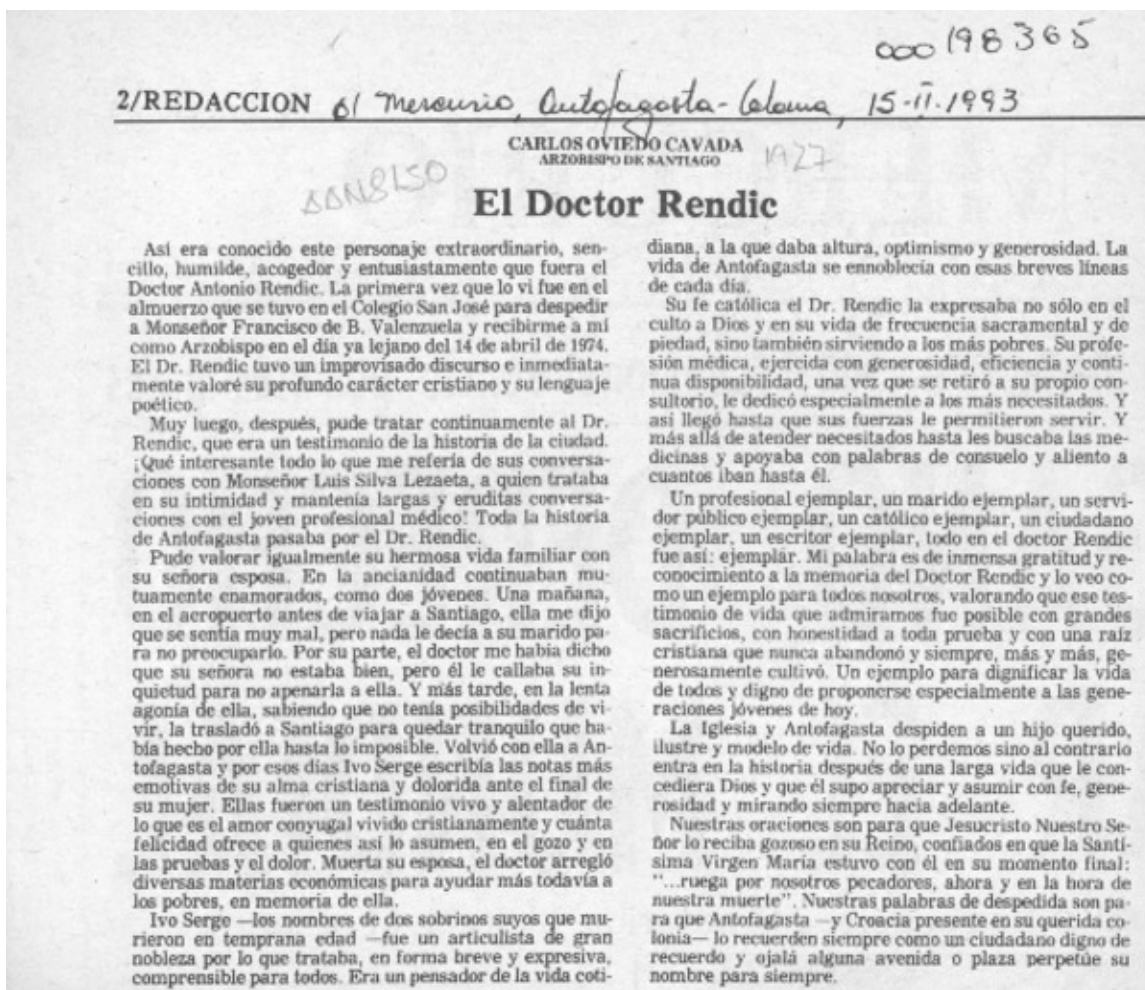 000198365
2/REDACCION El Mercurio, Antofagasta-Calama, 15-II-1993
CARLOS OVIEDO CAVADA
ARZOBISPO DE SANTIAGO 1927
El Doctor Rendic
Así era conocido este personaje extraordinario, sen-
cillo, humilde, acogedor y entusiastamente que fuera el
Doctor Antonio Rendic. La primera vez que lo vi fue en el
almuerzo que se tuvo en el Colegio San José para despedir
a Monseñor Francisco de B. Valenzuela y recibirme a mí
como Arzobispo en el día ya lejano del 14 de abril de 1974.
El Dr. Rendic tuvo un improvisado discurso e inmediata-
mente valoré su profundo carácter cristiano y su lenguaje
poético.
Muy luego, después, pude tratar continuamente al Dr.
Rendic, que era un testimonio de la historia de la ciudad.
¡Qué interesante todo lo que me refería de sus conversa-
ciones con Monseñor Luis Silva Lezaeta, a quien trataba
en su intimidad y mantenía largas y eruditas conversa-
ciones con el joven profesional médico! Toda la historia
de Antofagasta pasaba por el Dr. Rendic.
Pude valorar igualmente su hermosa vida familiar con
su señora esposa. En la ancianidad continuaban mu-
tuamente enamorados, como dos jóvenes. Una mañana,
en el aeropuerto antes de viajar a Santiago, ella me dijo
que se sentía muy mal, pero nada le decía a su marido pa-
ra no preocuparlo. Por su parte, el doctor me había dicho
que su señora no estaba bien, pero él le callaba su in-
quietud para no apenarla a ella. Y más tarde, en la lenta
agonía de ella, sabiendo que no tenía posibilidades de vi-
vir, la trasladó a Santiago para quedar tranquilo que ha-
bía hecho por ella hasta lo imposible. Volvió con ella a An-
tofagasta y por esos días Ivo Serge escribía las notas más
emotivas de su alma cristiana y dolorida ante el final de
su mujer. Ellas fueron un testimonio vivo y alentador de
lo que es el amor conyugal vivido cristianamente y cuánta
felicidad ofrece a quienes así lo asumen, en el gozo y en
las pruebas y el dolor. Muerta su esposa, el doctor arregló
diversas materias económicas para ayudar más todavía a
los pobres, en memoria de ella.
Ivo Serge —los nombres de dos sobrinos suyos que mu-
rieron en temprana edad —fue un articulista de gran
nobleza por lo que trataba, en forma breve y expresiva,
comprensible para todos. Era un pensador de la vida coti-
diana, a la que daba altura, optimismo y generosidad. La
vida de Antofagasta se ennoblecía con esas breves líneas
de cada día.
Su fe católica el Dr. Rendic la expresaba no sólo en el
culto a Dios y en su vida de frecuencia sacramental y de
piedad, sino también sirviendo a los más pobres. Su profe-
sión médica, ejercida con generosidad, eficiencia y conti-
nua disponibilidad, una vez que se retiró a su propio con-
sultorio, le dedicó especialmente a los más necesitados. Y
así llegó hasta que sus fuerzas le permitieron servir. Y
más allá de atender necesitados hasta les buscaba las me-
dicinas y apoyaba con palabras de consuelo y aliento a
cuantos iban hasta él.
Un profesional ejemplar, un marido ejemplar, un servi-
dor público ejemplar, un católico ejemplar, un ciudadano
ejemplar, un escritor ejemplar, todo en el doctor Rendic
fue así: ejemplar. Mi palabra es de inmensa gratitud y re-
conocimiento a la memoria del Doctor Rendic y lo veo co-
mo un ejemplo para todos nosotros, valorando que ese tes-
timonio de vida que admiramos fue posible con grandes
sacrificios, con honestidad a toda prueba y con una raíz
cristiana que nunca abandonó y siempre, más y más, ge-
nerosamente cultivó. Un ejemplo para dignificar la vida
de todos y digno de proponerse especialmente a las gene-
raciones jóvenes de hoy.
La Iglesia y Antofagasta despiden a un hijo querido,
ilustre y modelo de vida. No lo perdemos sino al contrario
entra en la historia después de una larga vida que le con-
cediera Dios y que él supo apreciar y asumir con fe, gene-
rosidad y mirando siempre hacia adelante.
Nuestras oraciones son para que Jesucristo Nuestro Se-
ñor lo reciba gozoso en su Reino, confiados en que la Santí-
sima Virgen María estuvo con él en su momento final:
"...ruega por nosotros pecadores, ahora y en la hora de
nuestra muerte". Nuestras palabras de despedida son pa-
ra que Antofagasta —y Croacia presente en su querida co-
lonia— lo recuerden siempre como un ciudadano digno de
recuerdo y ojalá alguna avenida o plaza perpetúe su
nombre para siempre.